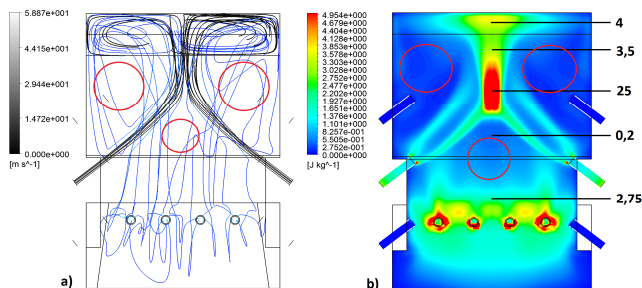 5.887e+001
4.415e+001
2.944e+001
1.472e+001
0.000e+000
[m s^-1]
a)
4.954e+000
4.679e+000
4.404e+000
4.128e+000
3.853e+000
3.578e+000
3.303e+000
3.028e+000
2.752e+000
2.477e+000
2.202e+000
1.927e+000
1.651e+000
1.376e+000
1.101e+000
8.257e-001
5.505e-001
2.752e-001
0.000e+000
[J kg^-1]
4
3,5
25
0,2
2,75
b)